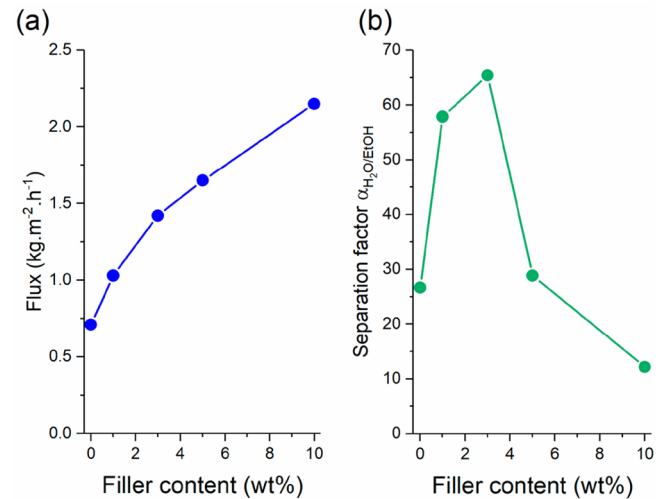 (a)
2.5
2.0
1.5
1.0
0.5
0.0
Flux (kg.m⁻².h⁻¹)
0 2 4 6 8 10
Filler content (wt%)
(b)
70
60
50
40
30
20
10
0
Separation factor α_H₂O/EtOH
0 2 4 6 8 10
Filler content (wt%)